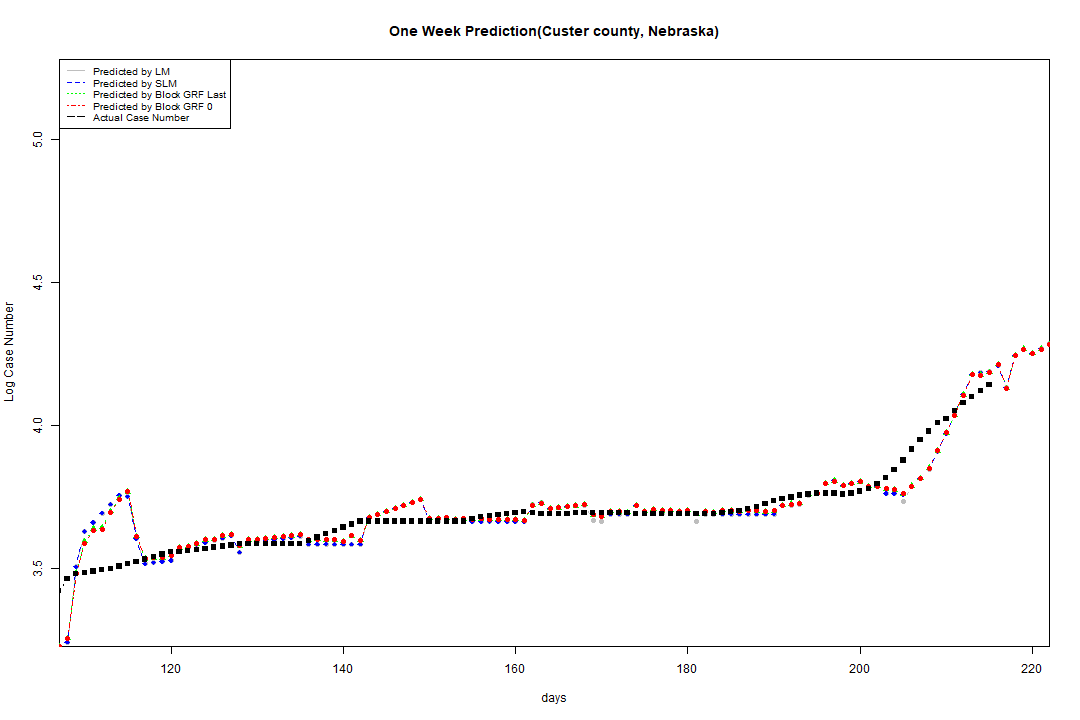 One Week Prediction(Custer county, Nebraska)
Predicted by LM
Predicted by SLM
Predicted by Block GRF Last
Predicted by Block GRF 0
Actual Case Number
5.0
4.5
4.0
3.5
Log Case Number
120 140 160 180 200 220
days